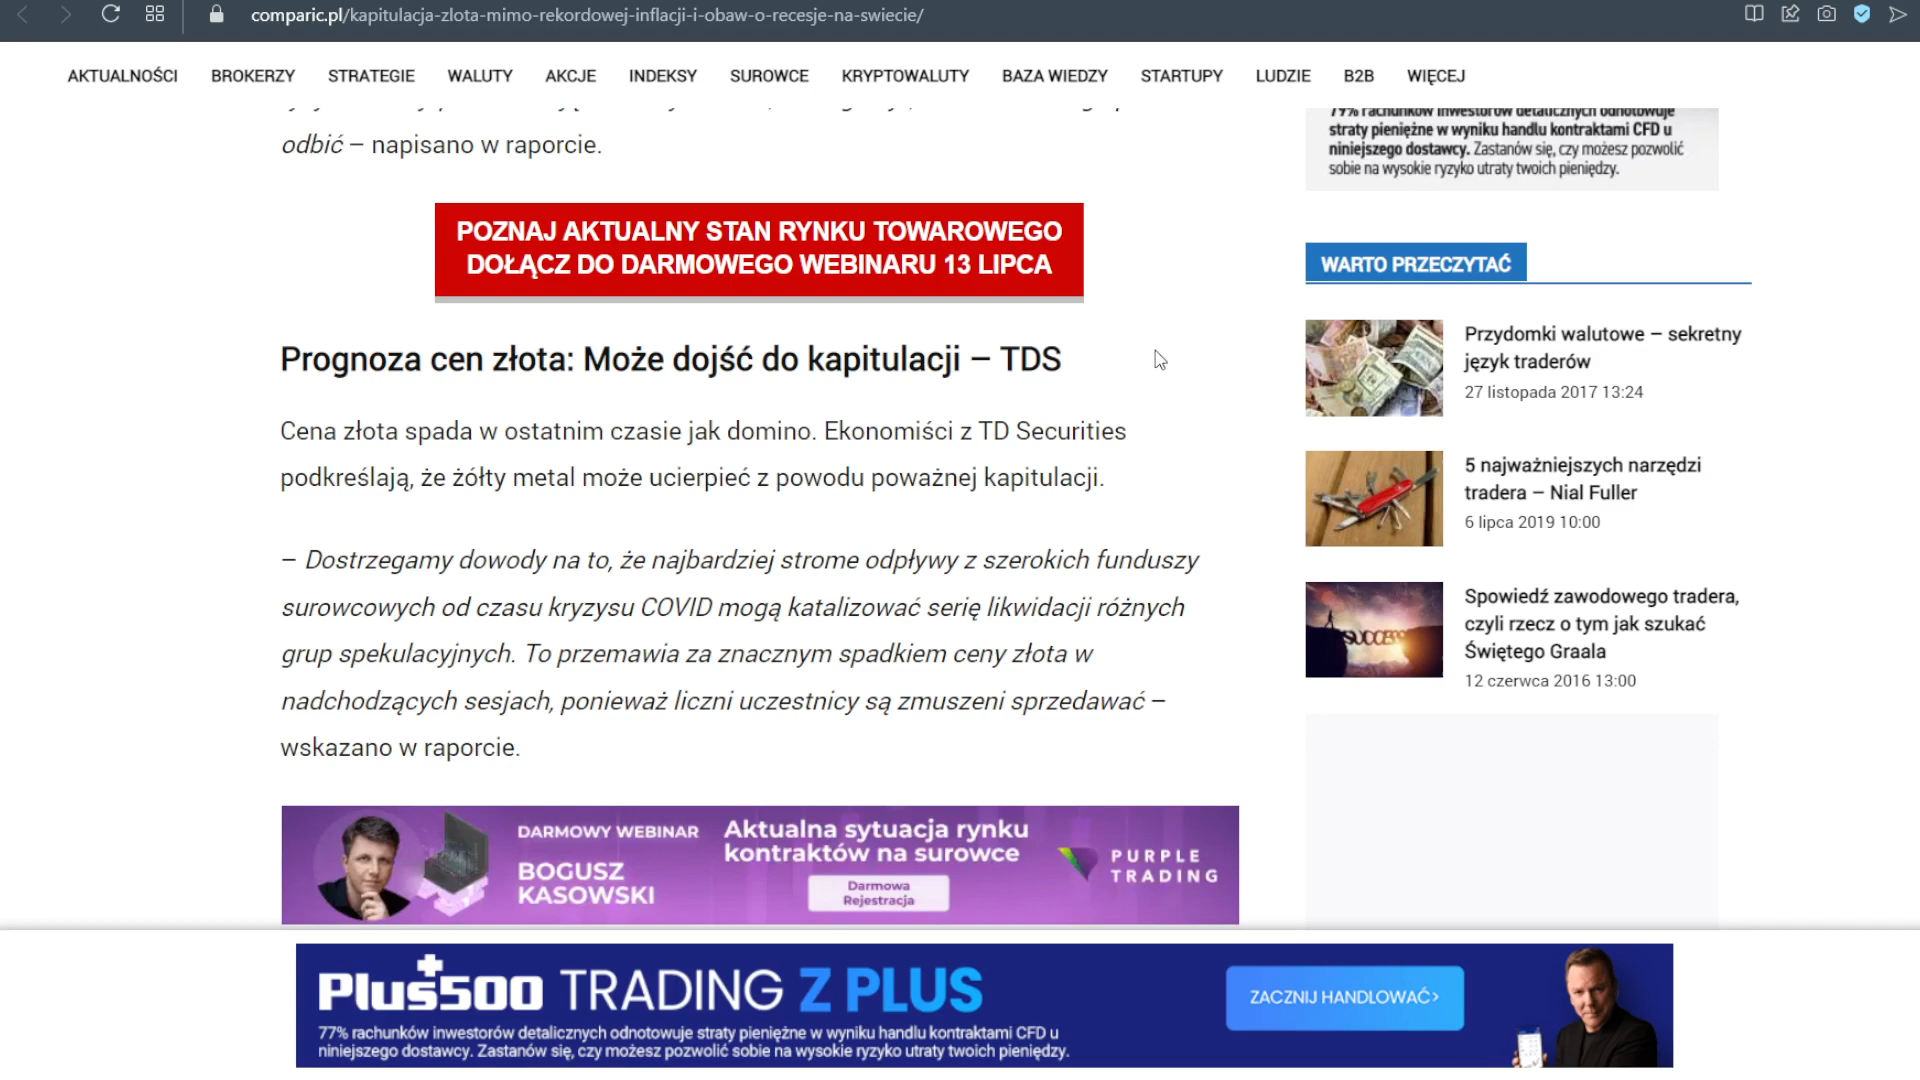 comparic.pl/kapitulacja-zlota-mimo-rekordowej-inflacji-i-obaw-o-recesje-na-swiecie/
AKTUALNOŚCI BROKERZY STRATEGIE WALUTY AKCJE INDEKSY SUROWCE KRYPTOWALUTY BAZA WIEDZY STARTUPY LUDZIE B2B WIĘCEJ
odbić – napisano w raporcie.
POZNAJ AKTUALNY STAN RYNKU TOWAROWEGO
DOŁĄCZ DO DARMOWEGO WEBINARU 13 LIPCA
Prognoza cen złota: Może dojść do kapitulacji – TDS
Cena złota spada w ostatnim czasie jak domino. Ekonomiści z TD Securities
podkreślają, że żółty metal może ucierpieć z powodu poważnej kapitulacji.
– Dostrzegamy dowody na to, że najbardziej strome odpływy z szerokich funduszy
surowcowych od czasu kryzysu COVID mogą katalizować serię likwidacji różnych
grup spekulacyjnych. To przemawia za znacznym spadkiem ceny złota w
nadchodzących sesjach, ponieważ liczni uczestnicy są zmuszeni sprzedawać –
wskazano w raporcie.
DARMOWY WEBINAR
BOGUSZ
KASOWSKI
Aktualna sytuacja rynku
kontraktów na surowce
Darmowa
Rejestracja
PURPLE
TRADING
79% rachunków inwestorów detalicznych odnotowuje
straty pieniężne w wyniku handlu kontraktami CFD u
niniejszego dostawcy. Zastanów się, czy możesz pozwolić
sobie na wysokie ryzyko utraty twoich pieniędzy.
WARTO PRZECZYTAĆ
Przydomki walutowe – sekretny
język traderów
27 listopada 2017 13:24
5 najważniejszych narzędzi
tradera – Nial Fuller
6 lipca 2019 10:00
SUCCESS
Spowiedź zawodowego tradera,
czyli rzecz o tym jak szukać
Świętego Graala
12 czerwca 2016 13:00
Plus500 TRADING Z PLUS
77% rachunków inwestorów detalicznych odnotowuje straty pieniężne w wyniku handlu kontraktami CFD u
niniejszego dostawcy. Zastanów się, czy możesz pozwolić sobie na wysokie ryzyko utraty twoich pieniędzy.
ZACZNIJ HANDLOWAĆ>